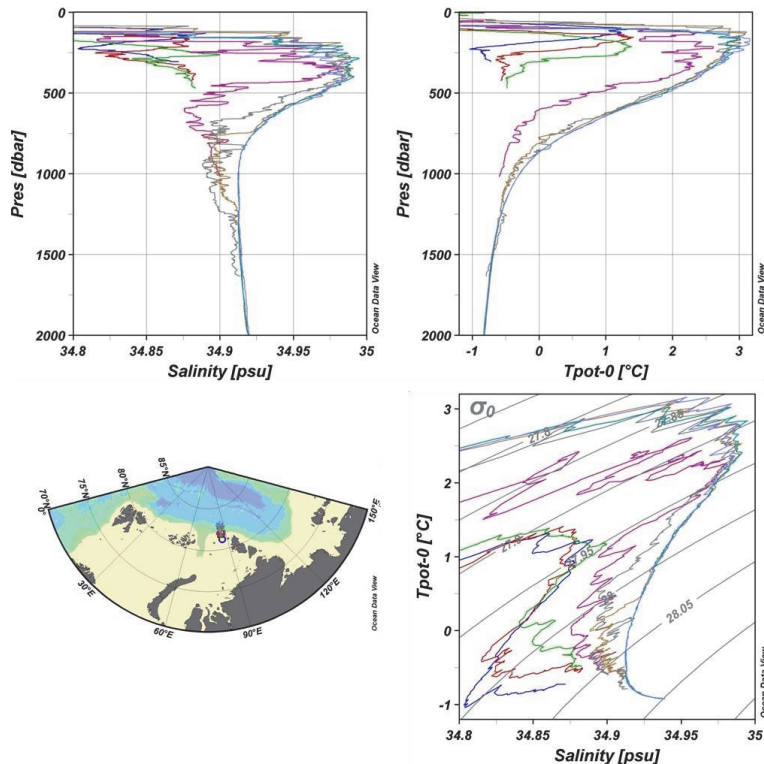 0
500
1000
1500
2000
Pres [dbar]
34.8
34.85
34.9
34.95
35
Salinity [psu]
Ocean Data View
0
500
1000
1500
2000
Pres [dbar]
-1
0
1
2
3
Tpot-0 [°C]
Ocean Data View
70°N
75°N
80°N
85°N
0°
30°E
60°E
90°E
120°E
150°E
Ocean Data View
σ0
3
2
1
0
-1
Tpot-0 [°C]
27.8
27.95
28
28.05
34.8
34.85
34.9
34.95
35
Salinity [psu]
Ocean Data View